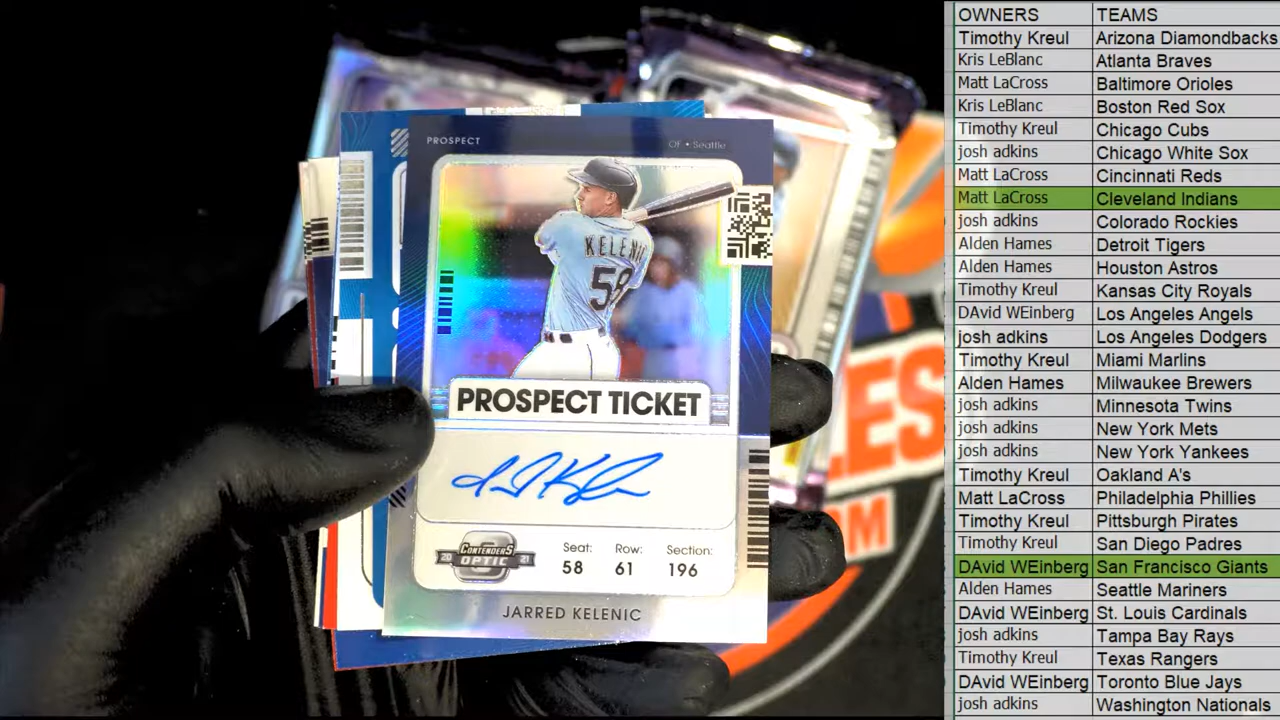 PROSPECT
OF • Seattle
KELENIC
58
PROSPECT TICKET
20 CONTENDERS 21
OPTIC
Seat: Row: Section:
58 61 196
JARRED KELENIC
LES
OM
OWNERS TEAMS
Timothy Kreul Arizona Diamondbacks
Kris LeBlanc Atlanta Braves
Matt LaCross Baltimore Orioles
Kris LeBlanc Boston Red Sox
Timothy Kreul Chicago Cubs
josh adkins Chicago White Sox
Matt LaCross Cincinnati Reds
Matt LaCross Cleveland Indians
josh adkins Colorado Rockies
Alden Hames Detroit Tigers
Alden Hames Houston Astros
Timothy Kreul Kansas City Royals
DAvid WEinberg Los Angeles Angels
josh adkins Los Angeles Dodgers
Timothy Kreul Miami Marlins
Alden Hames Milwaukee Brewers
josh adkins Minnesota Twins
josh adkins New York Mets
josh adkins New York Yankees
Timothy Kreul Oakland A's
Matt LaCross Philadelphia Phillies
Timothy Kreul Pittsburgh Pirates
Timothy Kreul San Diego Padres
DAvid WEinberg San Francisco Giants
Alden Hames Seattle Mariners
DAvid WEinberg St. Louis Cardinals
josh adkins Tampa Bay Rays
Timothy Kreul Texas Rangers
DAvid WEinberg Toronto Blue Jays
josh adkins Washington Nationals